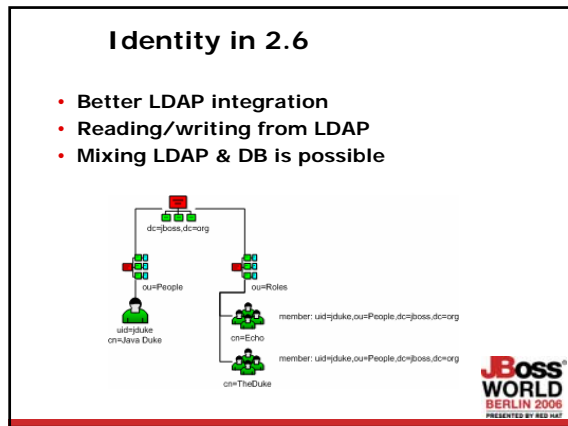 Identity in 2.6
• Better LDAP integration
• Reading/writing from LDAP
• Mixing LDAP & DB is possible
dc=jboss,dc=org
ou=People
ou=Roles
uid=jduke
cn=Java Duke
member: uid=jduke,ou=People,dc=jboss,dc=org
cn=Echo
member: uid=jduke,ou=People,dc=jboss,dc=org
cn=TheDuke
JBoss®
WORLD
BERLIN 2006
PRESENTED BY RED HAT